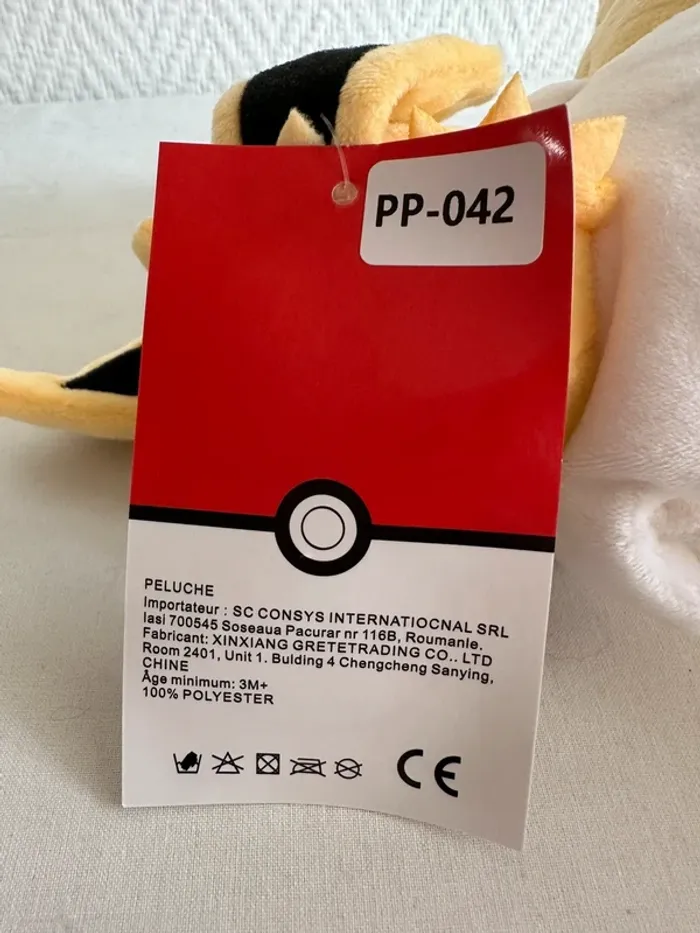 PP-042
PELUCHE
Importateur : SC CONSYS INTERNATIOCNAL SRL
Iasi 700545 Soseaua Pacurar nr 116B, Roumanle.
Fabricant: XINXIANG GRETETRADING CO.. LTD
Room 2401, Unit 1. Bulding 4 Chengcheng Sanying,
CHINE
Âge minimum: 3M+
100% POLYESTER
CE